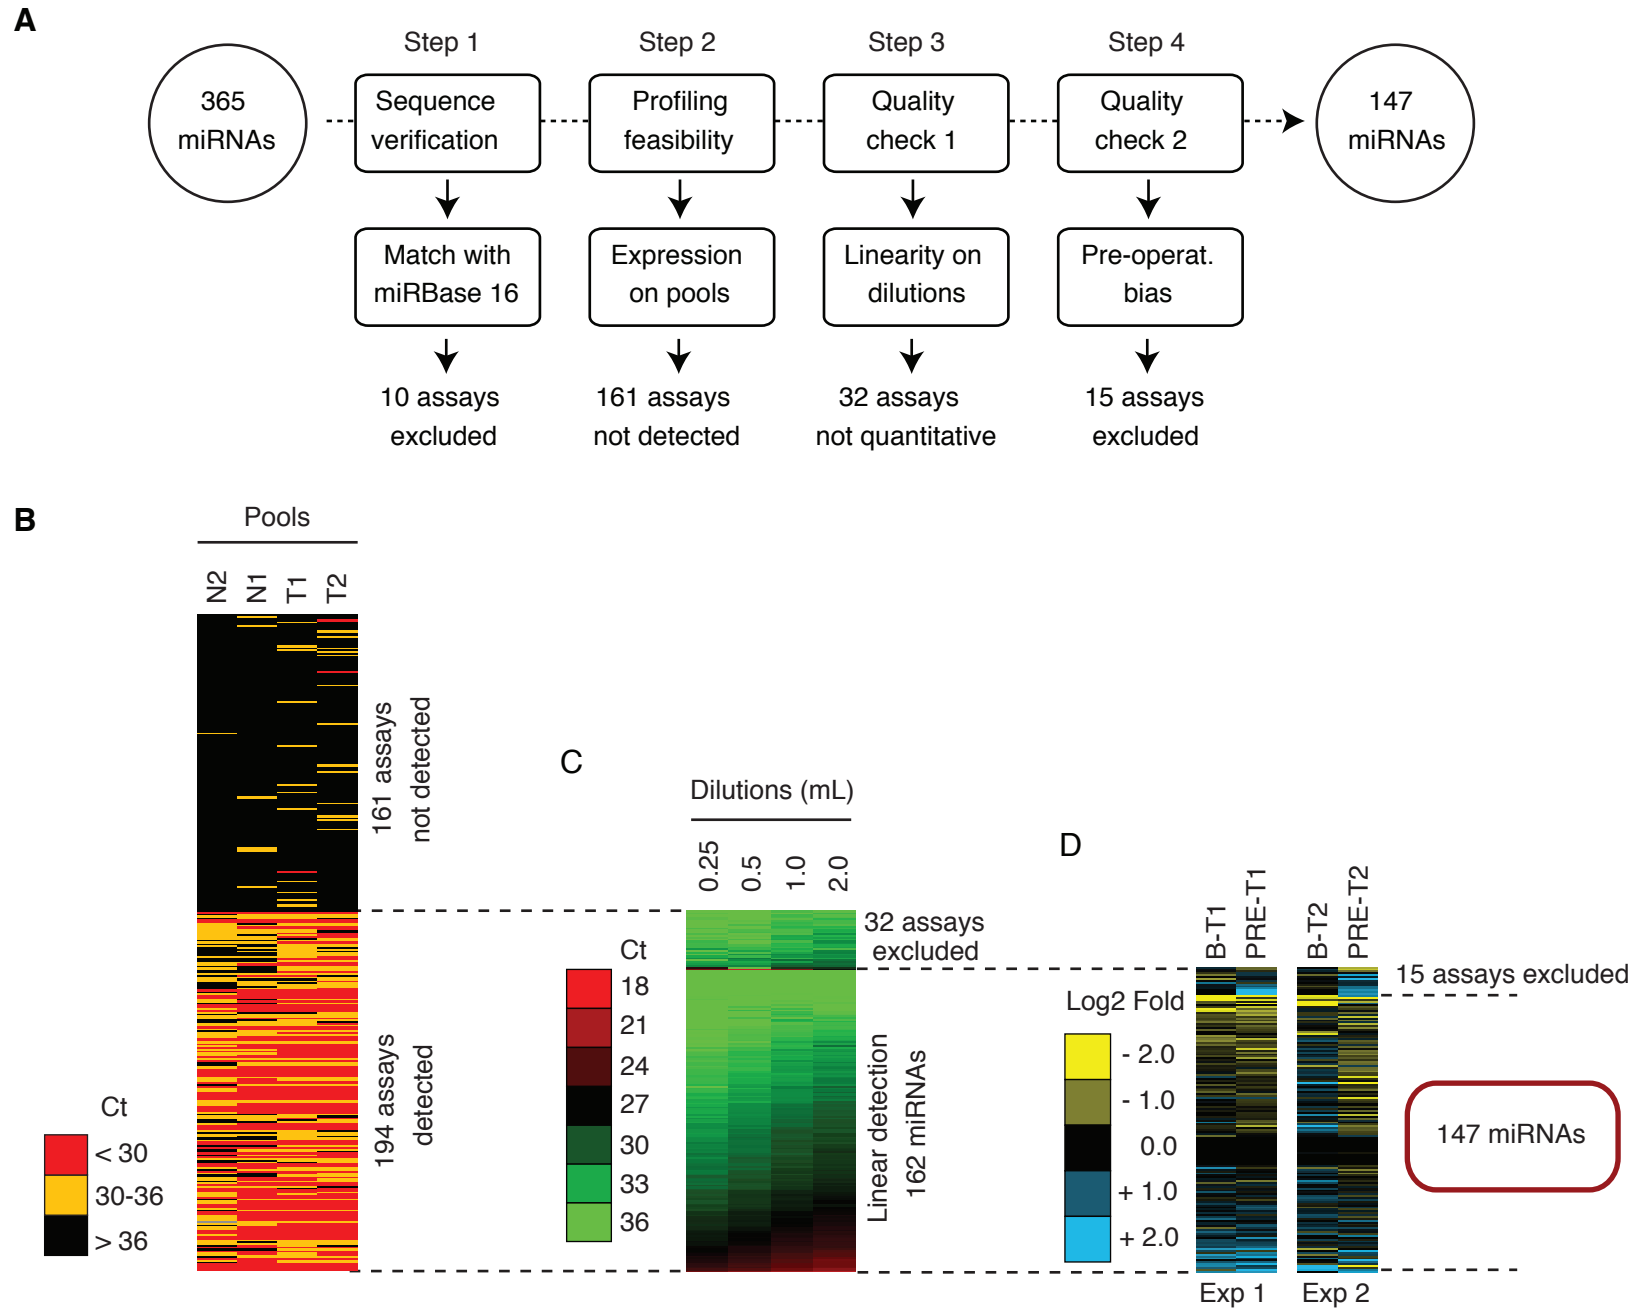 A
Step 1
Step 2
Step 3
Step 4
365
miRNAs
Sequence
verification
Profiling
feasibility
Quality
check 1
Quality
check 2
147
miRNAs
Match with
miRBase 16
Expression
on pools
Linearity on
dilutions
Pre-operat.
bias
10 assays
excluded
161 assays
not detected
32 assays
not quantitative
15 assays
excluded
B
Pools
N2
N1
T1
T2
161 assays
not detected
194 assays
detected
Ct
< 30
30-36
> 36
C
Dilutions (mL)
0.25
0.5
1.0
2.0
32 assays
excluded
Linear detection
162 miRNAs
Ct
18
21
24
27
30
33
36
D
B-T1
PRE-T1
B-T2
PRE-T2
15 assays excluded
Log2 Fold
- 2.0
- 1.0
0.0
+ 1.0
+ 2.0
147 miRNAs
Exp 1
Exp 2